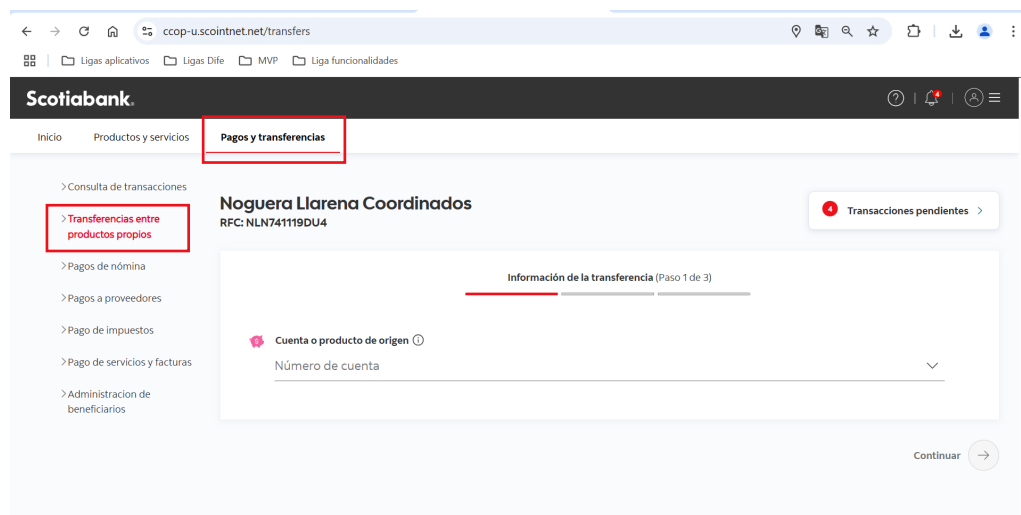 ccop-u.scointnet.net/transfers
Ligas aplicativos Ligas Dife MVP Liga funcionalidades
Scotiabank.
4
Inicio Productos y servicios Pagos y transferencias
Consulta de transacciones
Transferencias entre
productos propios
Pagos de nómina
Pagos a proveedores
Pago de impuestos
Pago de servicios y facturas
Administracion de
beneficiarios
Noguera Llarena Coordinados
RFC: NLN741119DU4
4 Transacciones pendientes
Información de la transferencia (Paso 1 de 3)
Cuenta o producto de origen
Número de cuenta
Continuar